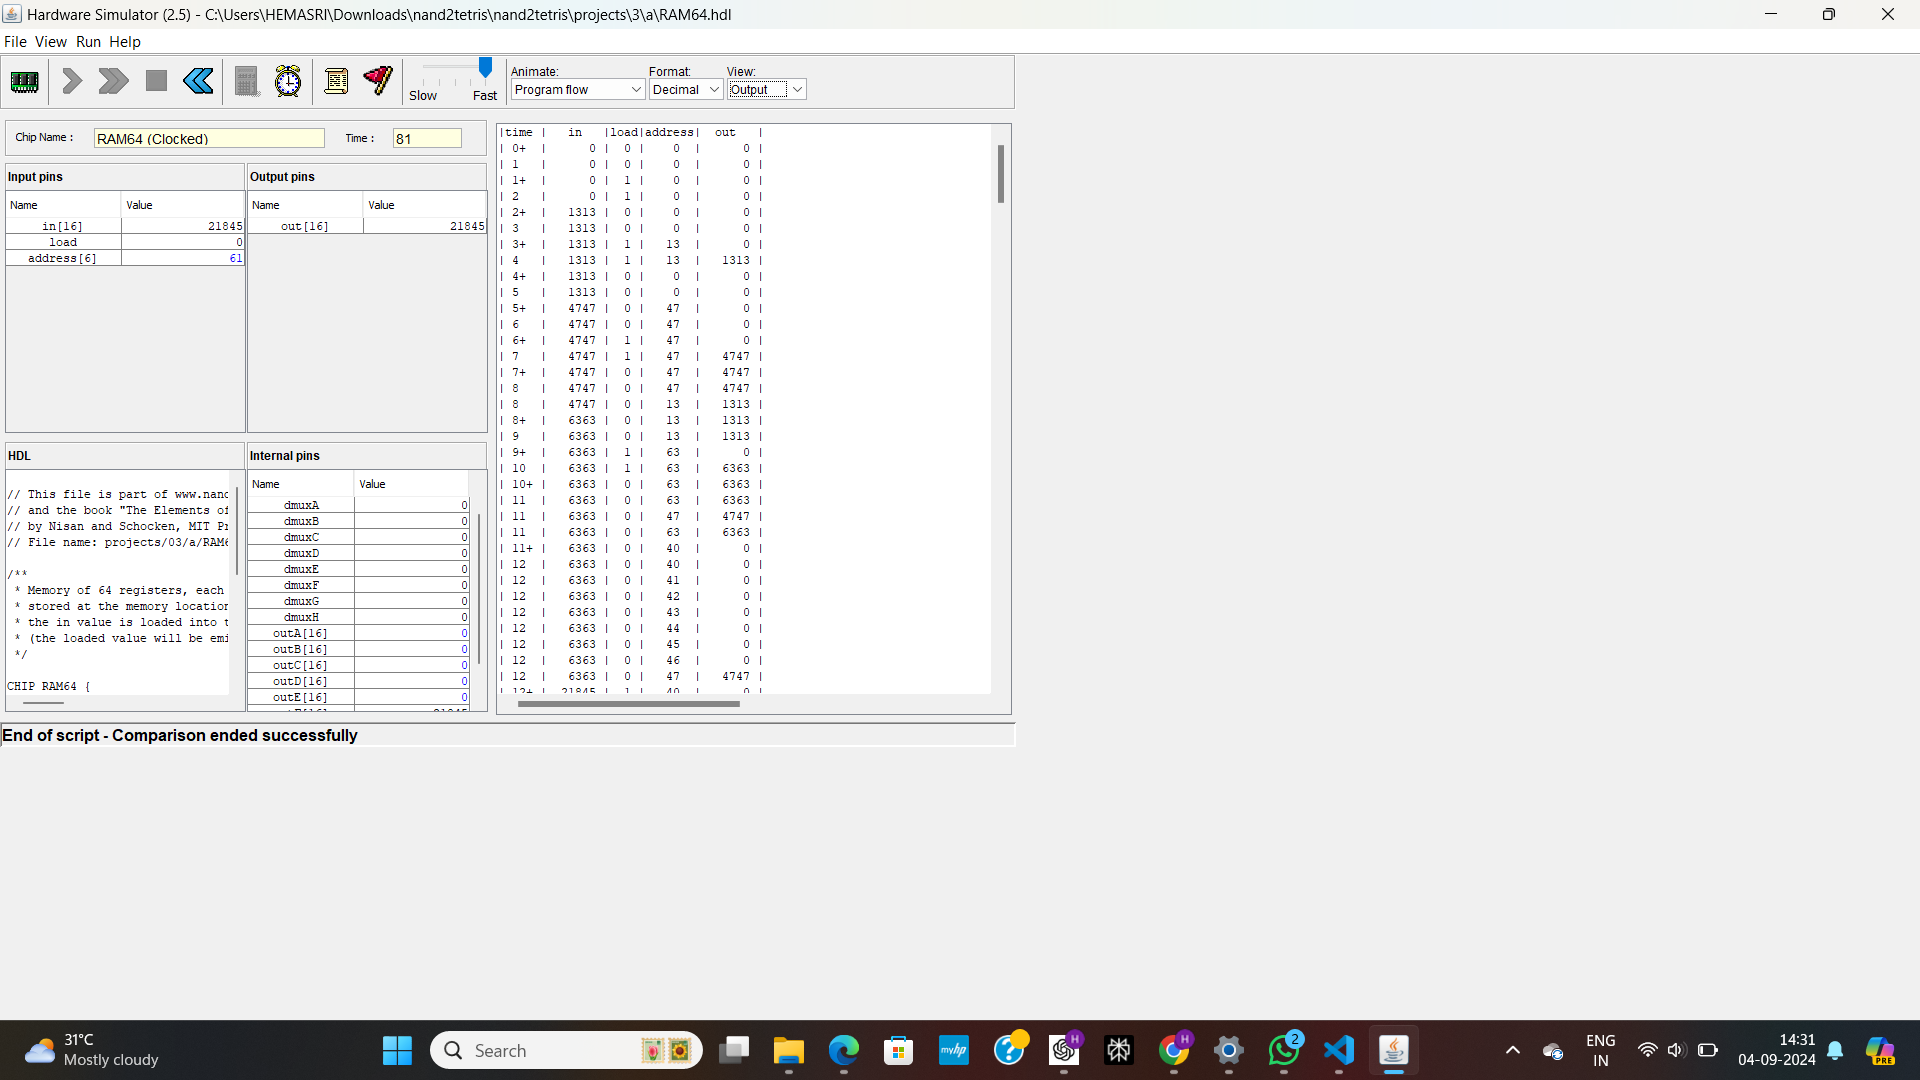 Hardware Simulator (2.5) - C:\Users\HEMASRI\Downloads\nand2tetris\nand2tetris\projects\3\a\RAM64.hdl
File View Run Help
Slow Fast
Animate: Format: View:
Program flow Decimal Output
Chip Name : RAM64 (Clocked) Time : 81
Input pins
Name Value
in[16] 21845
load 0
address[6] 61
Output pins
Name Value
out[16] 21845
HDL
// This file is part of www.nand
// and the book "The Elements of
// by Nisan and Schocken, MIT Pr
// File name: projects/03/a/RAM6
/**
* Memory of 64 registers, each
* stored at the memory location
* the in value is loaded into t
* (the loaded value will be emi
*/
CHIP RAM64 {
Internal pins
Name Value
dmuxA 0
dmuxB 0
dmuxC 0
dmuxD 0
dmuxE 0
dmuxF 0
dmuxG 0
dmuxH 0
outA[16] 0
outB[16] 0
outC[16] 0
outD[16] 0
outE[16] 0
|time | in |load|address| out |
| 0+ | 0 | 0 | 0 | 0 |
| 1 | 0 | 0 | 0 | 0 |
| 1+ | 0 | 1 | 0 | 0 |
| 2 | 0 | 1 | 0 | 0 |
| 2+ | 1313 | 0 | 0 | 0 |
| 3 | 1313 | 0 | 0 | 0 |
| 3+ | 1313 | 1 | 13 | 0 |
| 4 | 1313 | 1 | 13 | 1313 |
| 4+ | 1313 | 0 | 0 | 0 |
| 5 | 1313 | 0 | 0 | 0 |
| 5+ | 4747 | 0 | 47 | 0 |
| 6 | 4747 | 0 | 47 | 0 |
| 6+ | 4747 | 1 | 47 | 0 |
| 7 | 4747 | 1 | 47 | 4747 |
| 7+ | 4747 | 0 | 47 | 4747 |
| 8 | 4747 | 0 | 47 | 4747 |
| 8 | 4747 | 0 | 13 | 1313 |
| 8+ | 6363 | 0 | 13 | 1313 |
| 9 | 6363 | 0 | 13 | 1313 |
| 9+ | 6363 | 1 | 63 | 0 |
| 10 | 6363 | 1 | 63 | 6363 |
| 10+ | 6363 | 0 | 63 | 6363 |
| 11 | 6363 | 0 | 63 | 6363 |
| 11 | 6363 | 0 | 47 | 4747 |
| 11 | 6363 | 0 | 63 | 6363 |
| 11+ | 6363 | 0 | 40 | 0 |
| 12 | 6363 | 0 | 40 | 0 |
| 12 | 6363 | 0 | 41 | 0 |
| 12 | 6363 | 0 | 42 | 0 |
| 12 | 6363 | 0 | 43 | 0 |
| 12 | 6363 | 0 | 44 | 0 |
| 12 | 6363 | 0 | 45 | 0 |
| 12 | 6363 | 0 | 46 | 0 |
| 12 | 6363 | 0 | 47 | 4747 |
| 12+ | 21845 | 1 | 40 | 0 |
End of script - Comparison ended successfully
31°C
Mostly cloudy
Search
myhp
H
H
2
ENG
IN
14:31
04-09-2024
PRE